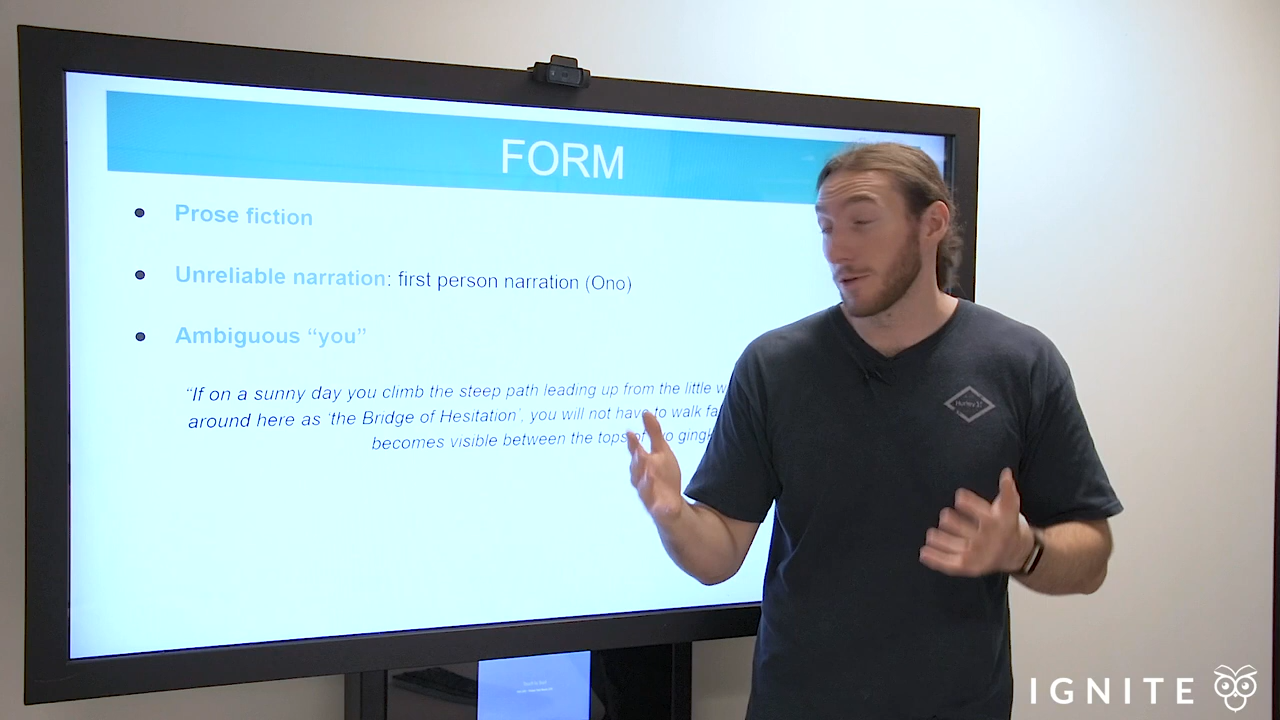 FORM
Prose fiction
Unreliable narration: first person narration (Ono)
Ambiguous “you”
“If on a sunny day you climb the steep path leading up from the little
around here as ‘the Bridge of Hesitation’, you will not have to walk
becomes visible between the tops of two
IGNITE